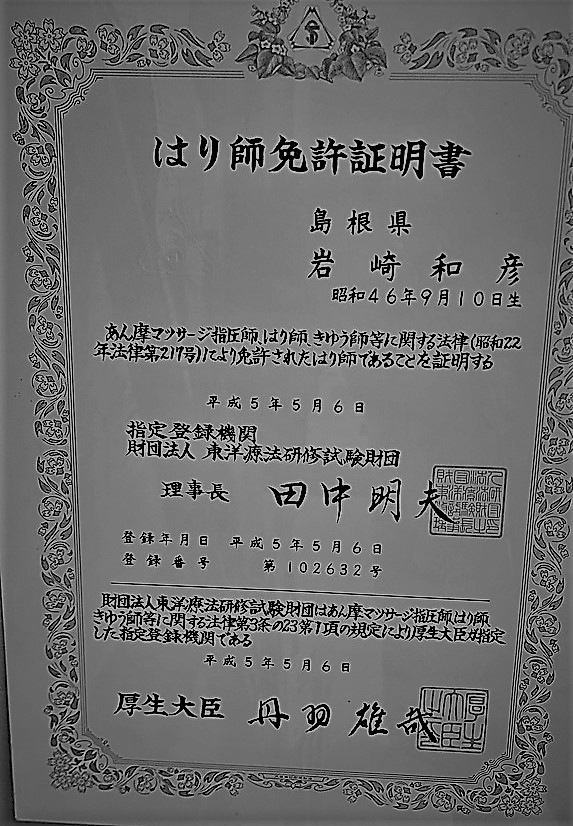 はり師免許証明書
島根県
岩崎和彦
昭和46年9月10日生
あん摩マツサージ指圧師、はり師、きゆう師等に関する法律(昭和22
年法律第217号)により免許されたはり師であることを証明する
平成5年5月6日
指定登録機関
財団法人 東洋療法研修試験財団
理事長 田中明夫
登録年月日 平成5年5月6日
登録番号 第102632号
財団法人東洋療法研修試験財団はあん摩マツサージ指圧師、はり師、
きゆう師等に関する法律第3条の23第1項の規定により厚生大臣が指定
した指定登録機関である
平成5年5月6日
厚生大臣 丹羽雄哉